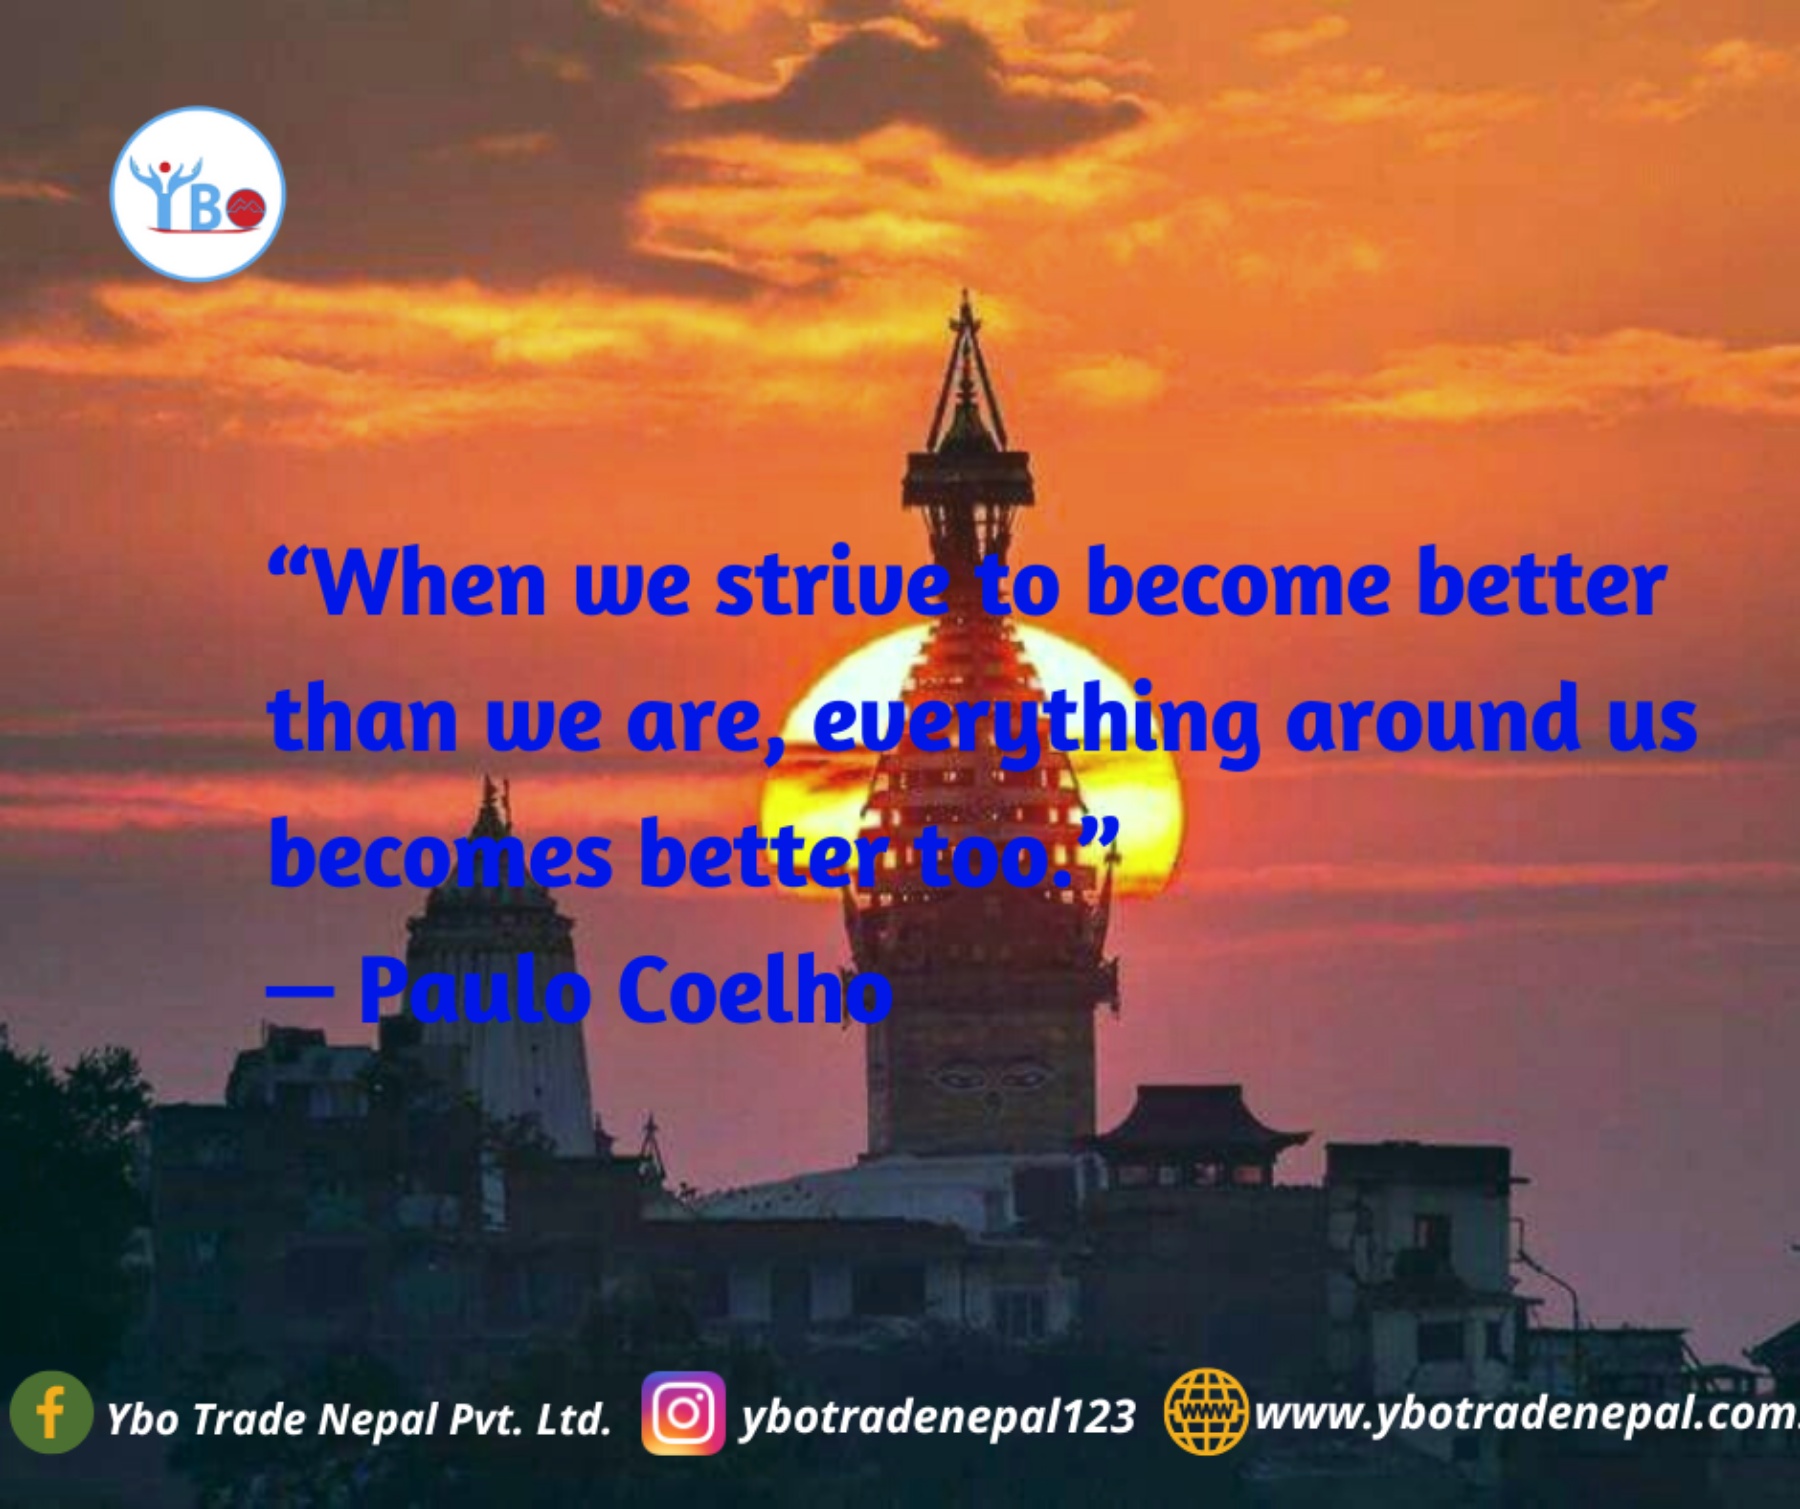 YBO
“When we strive to become better
than we are, everything around us
becomes better too.”
— Paulo Coelho
f Ybo Trade Nepal Pvt. Ltd. ybotradenepal123 www www.ybotradenepal.com